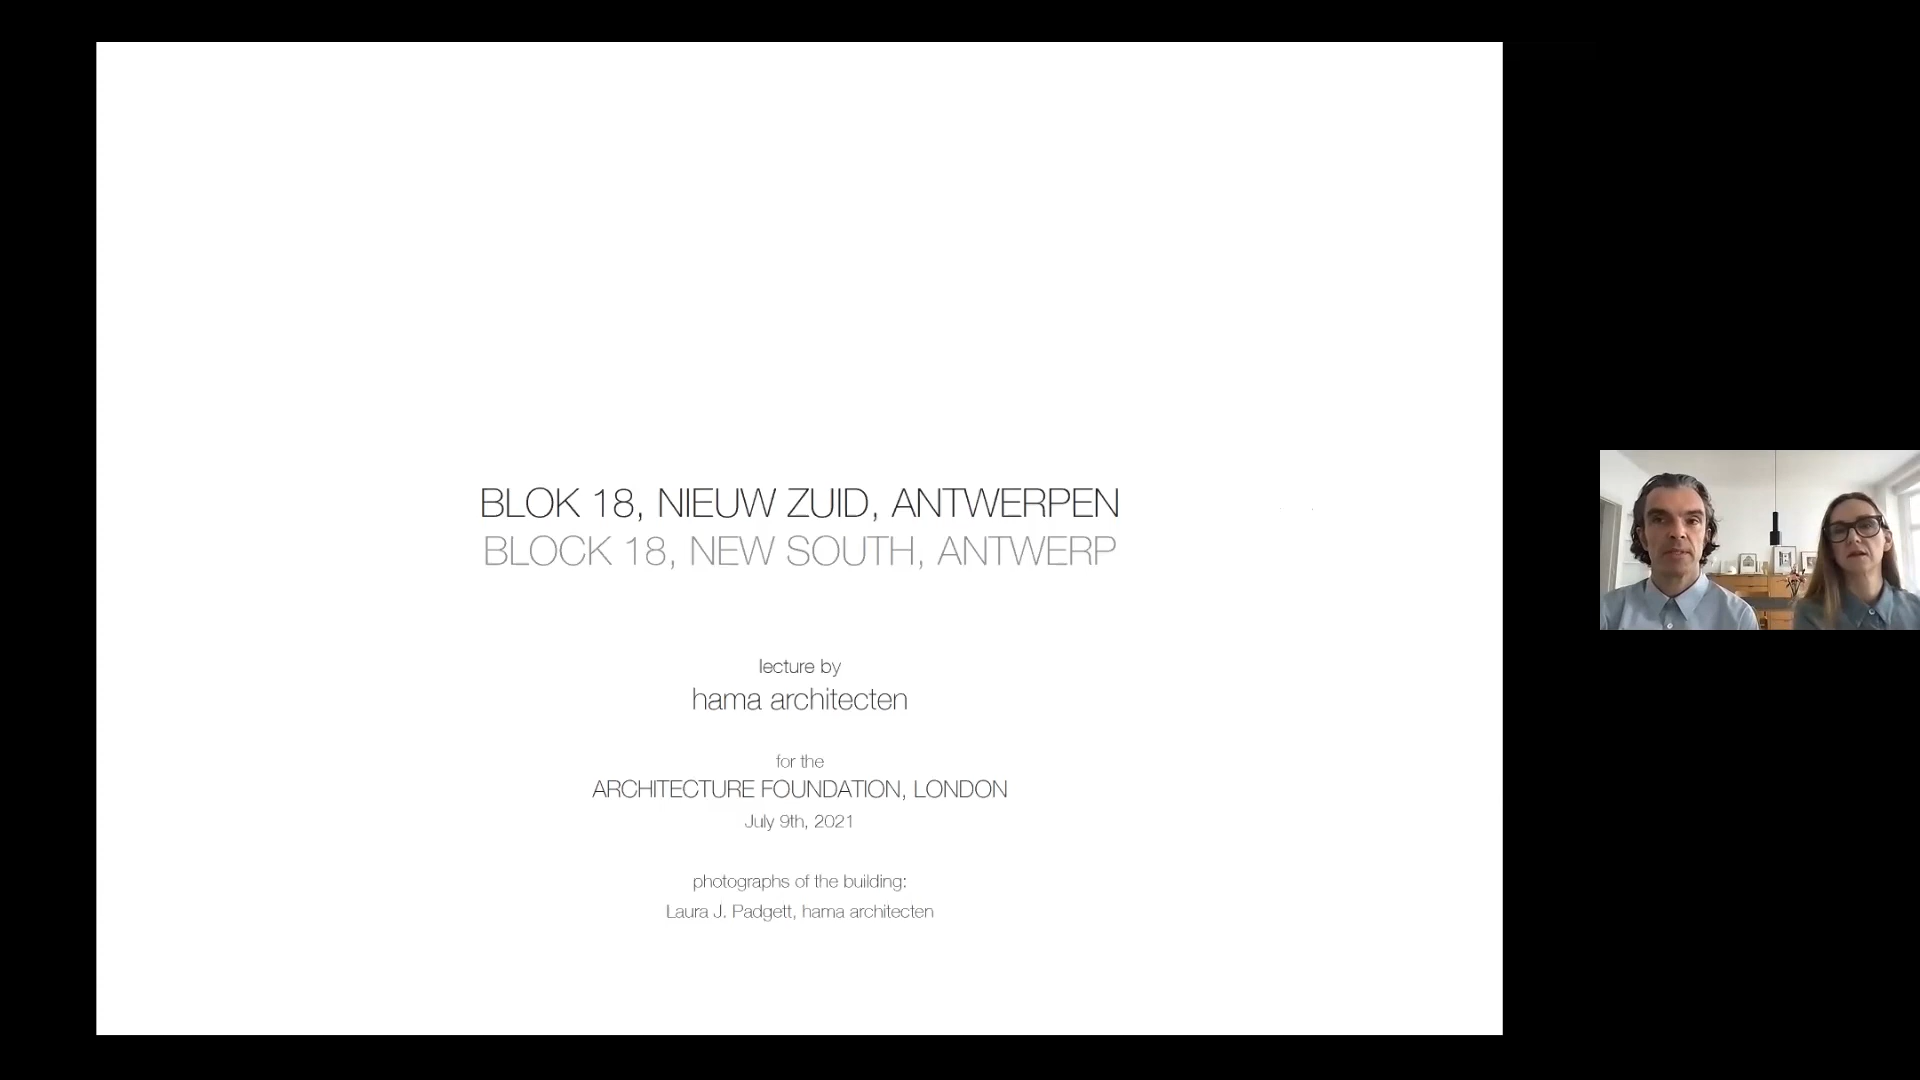 BLOK 18, NIEUW ZUID, ANTWERPEN
BLOCK 18, NEW SOUTH, ANTWERP
lecture by
hama architecten
for the
ARCHITECTURE FOUNDATION, LONDON
July 9th, 2021
photographs of the building:
Laura J. Padgett, hama architecten